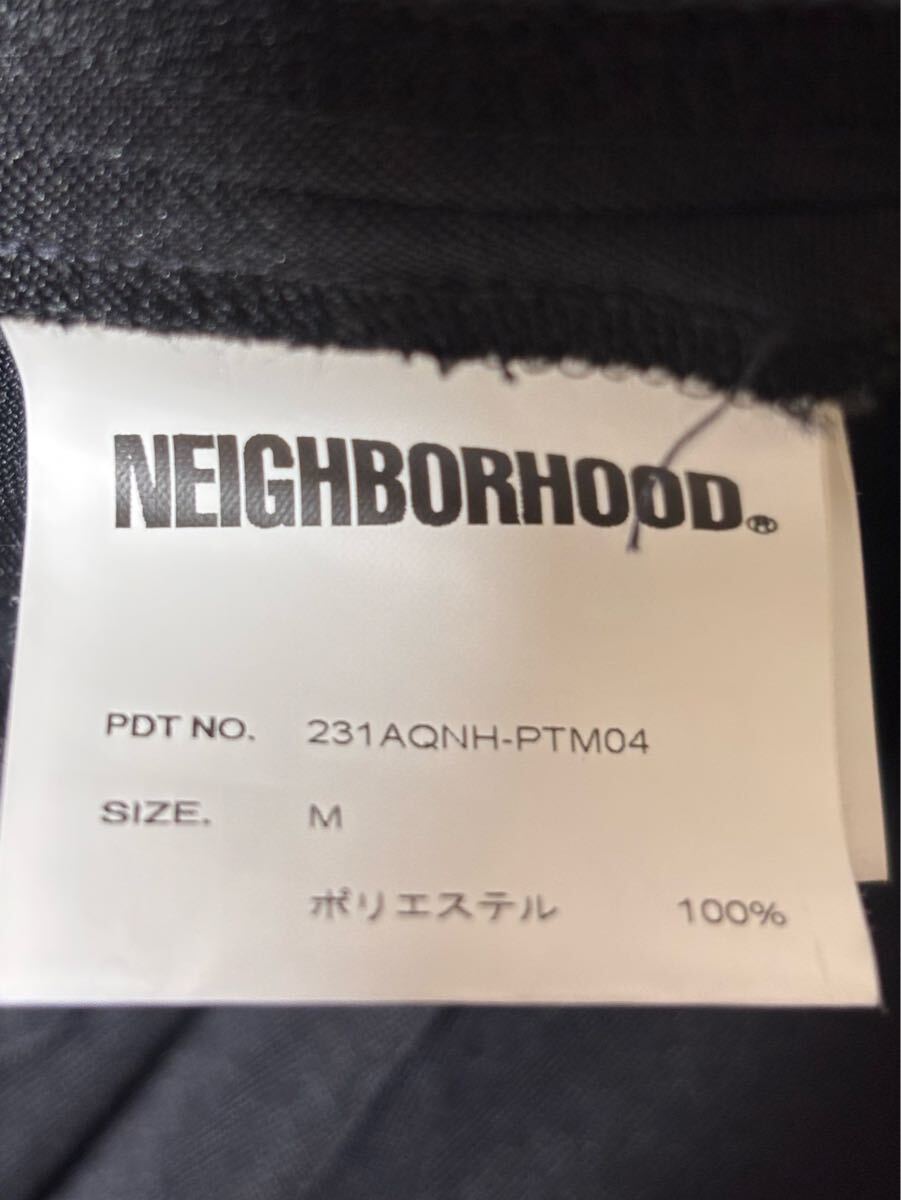 NEIGHBORHOOD®
PDT NO. 231AQNH-PTM04
SIZE. M
ポリエステル 100%